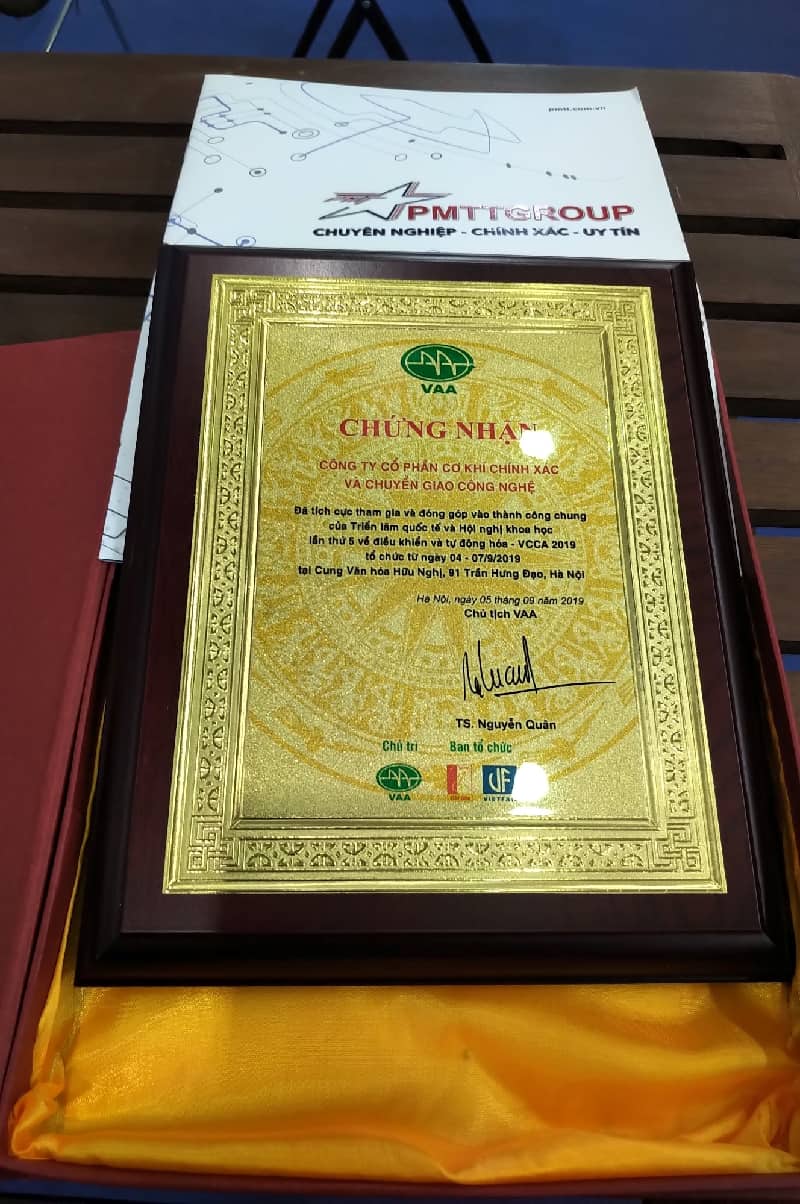 pmtt.com.vn
PMTTGROUP
CHUYÊN NGHIỆP - CHÍNH XÁC - UY TÍN
VAA
CHỨNG NHẬN
CÔNG TY CỔ PHẦN CƠ KHÍ CHÍNH XÁC
VÀ CHUYỂN GIAO CÔNG NGHỆ
Đã tích cực tham gia và đóng góp vào thành công chung
của Triển lãm quốc tế và Hội nghị khoa học
lần thứ 5 về điều khiển và tự động hóa - VCCA 2019
tổ chức từ ngày 04 - 07/9/2019
tại Cung Văn hóa Hữu Nghị, 91 Trần Hưng Đạo, Hà Nội
Hà Nội, ngày 05 tháng 09 năm 2019
Chủ tịch VAA
TS. Nguyễn Quân
Chủ trì Ban tổ chức
VAA